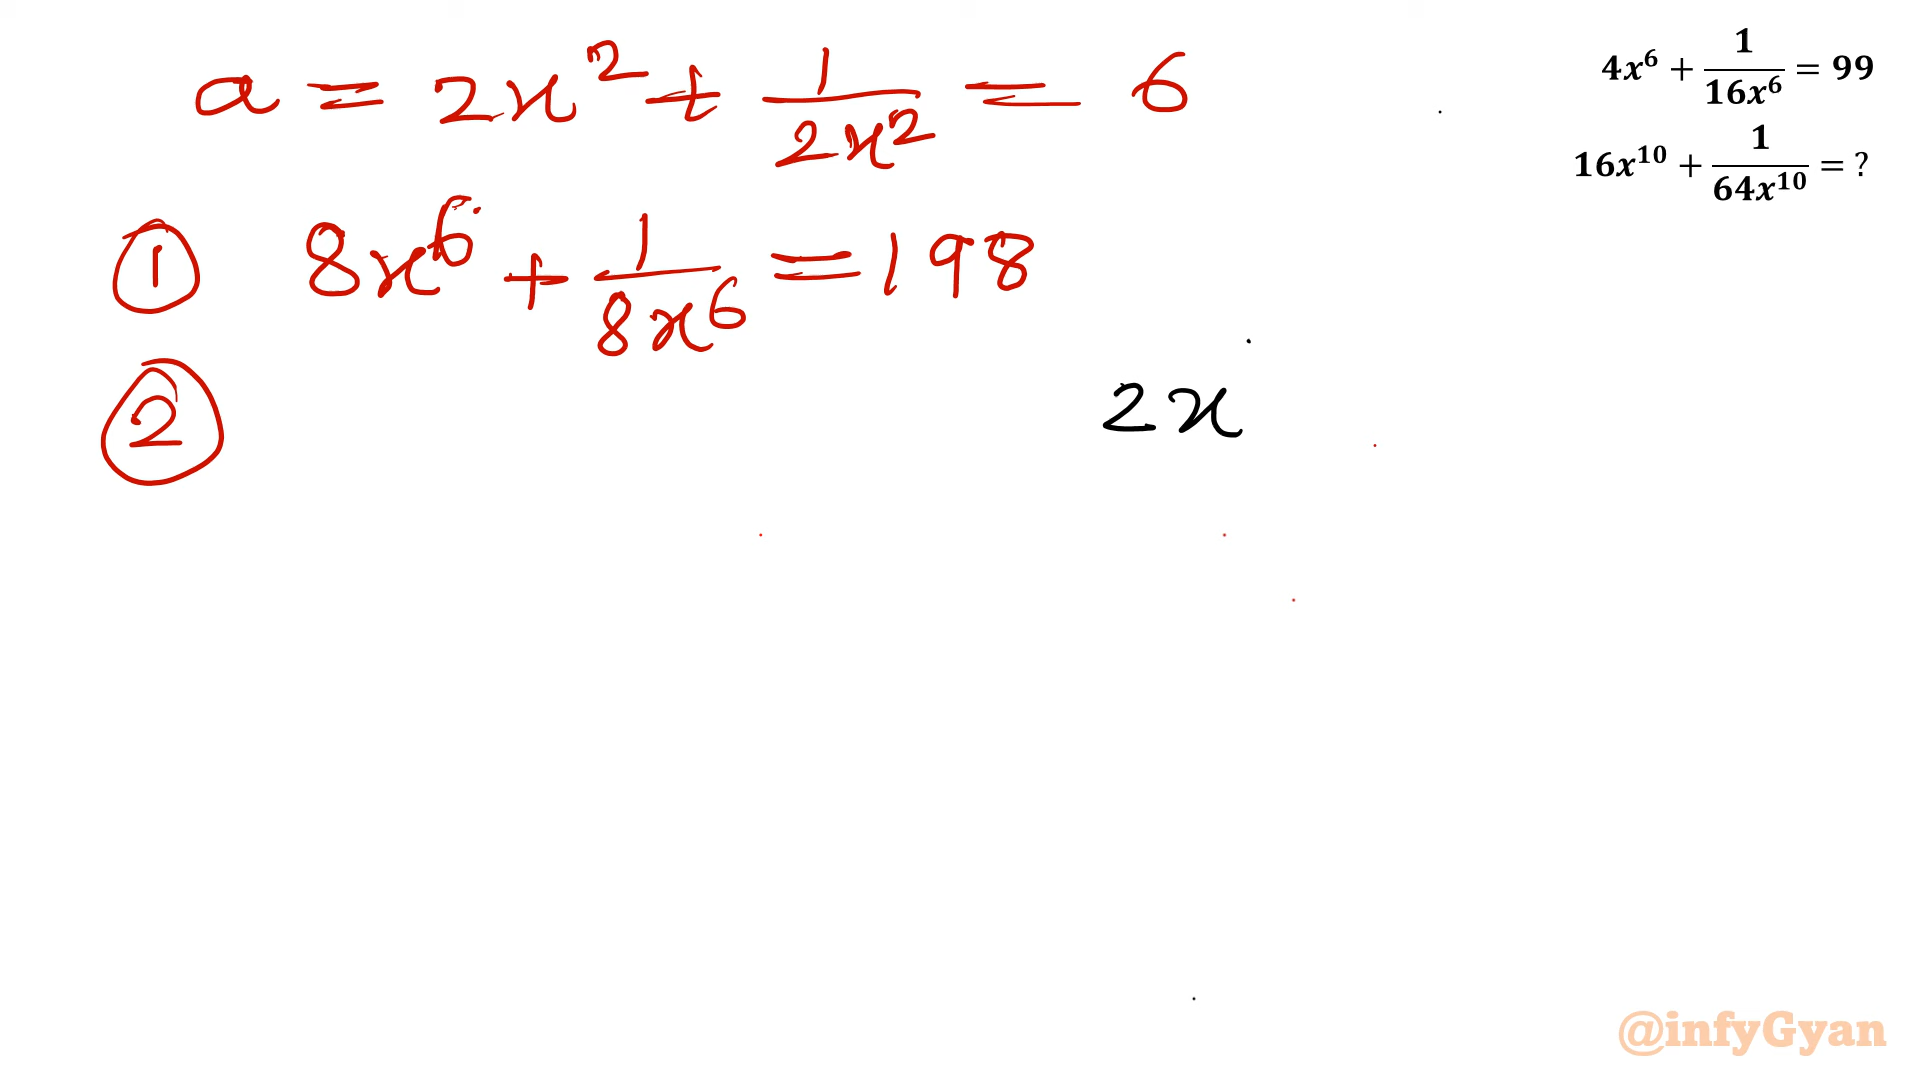 a = 2x² + 1/2x² = 6
4x⁶ + 1/16x⁶ = 99
16x¹⁰ + 1/64x¹⁰ = ?
① 8x⁶ + 1/8x⁶ = 198
②
2x
@infyGyan